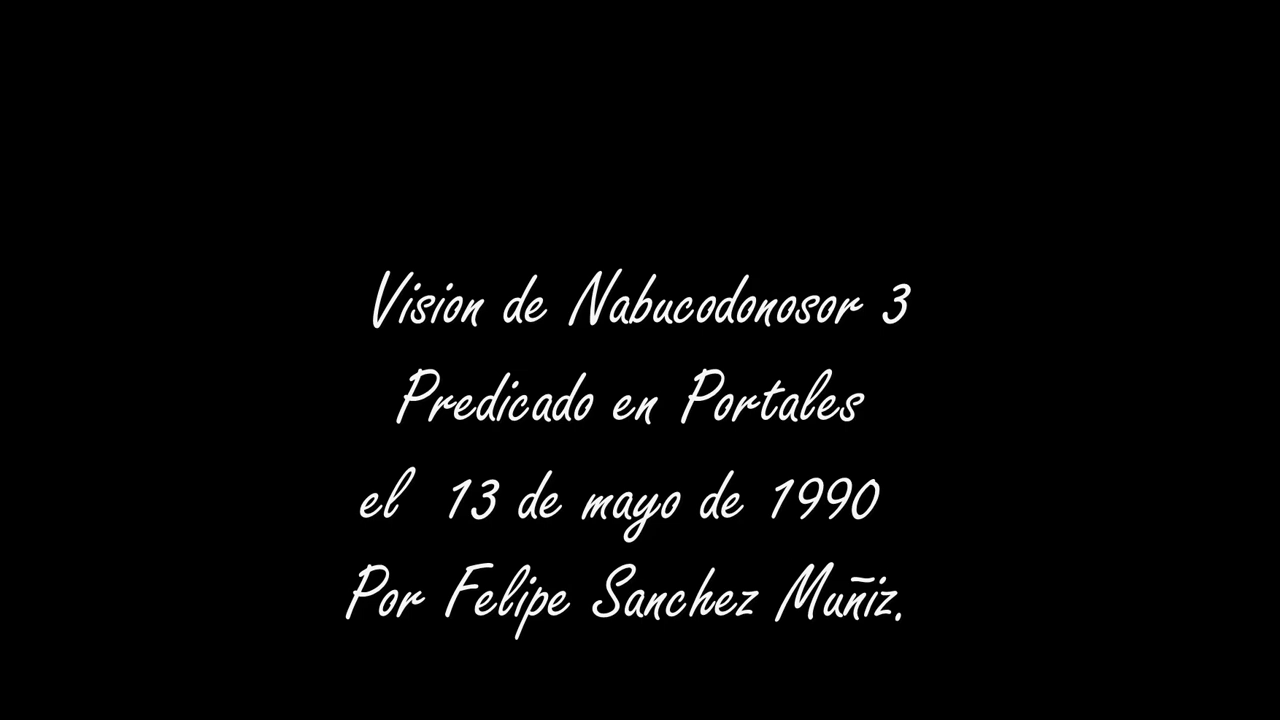 Vision de Nabucodonosor 3
Predicado en Portales
el 13 de mayo de 1990
Por Felipe Sanchez Muñiz.